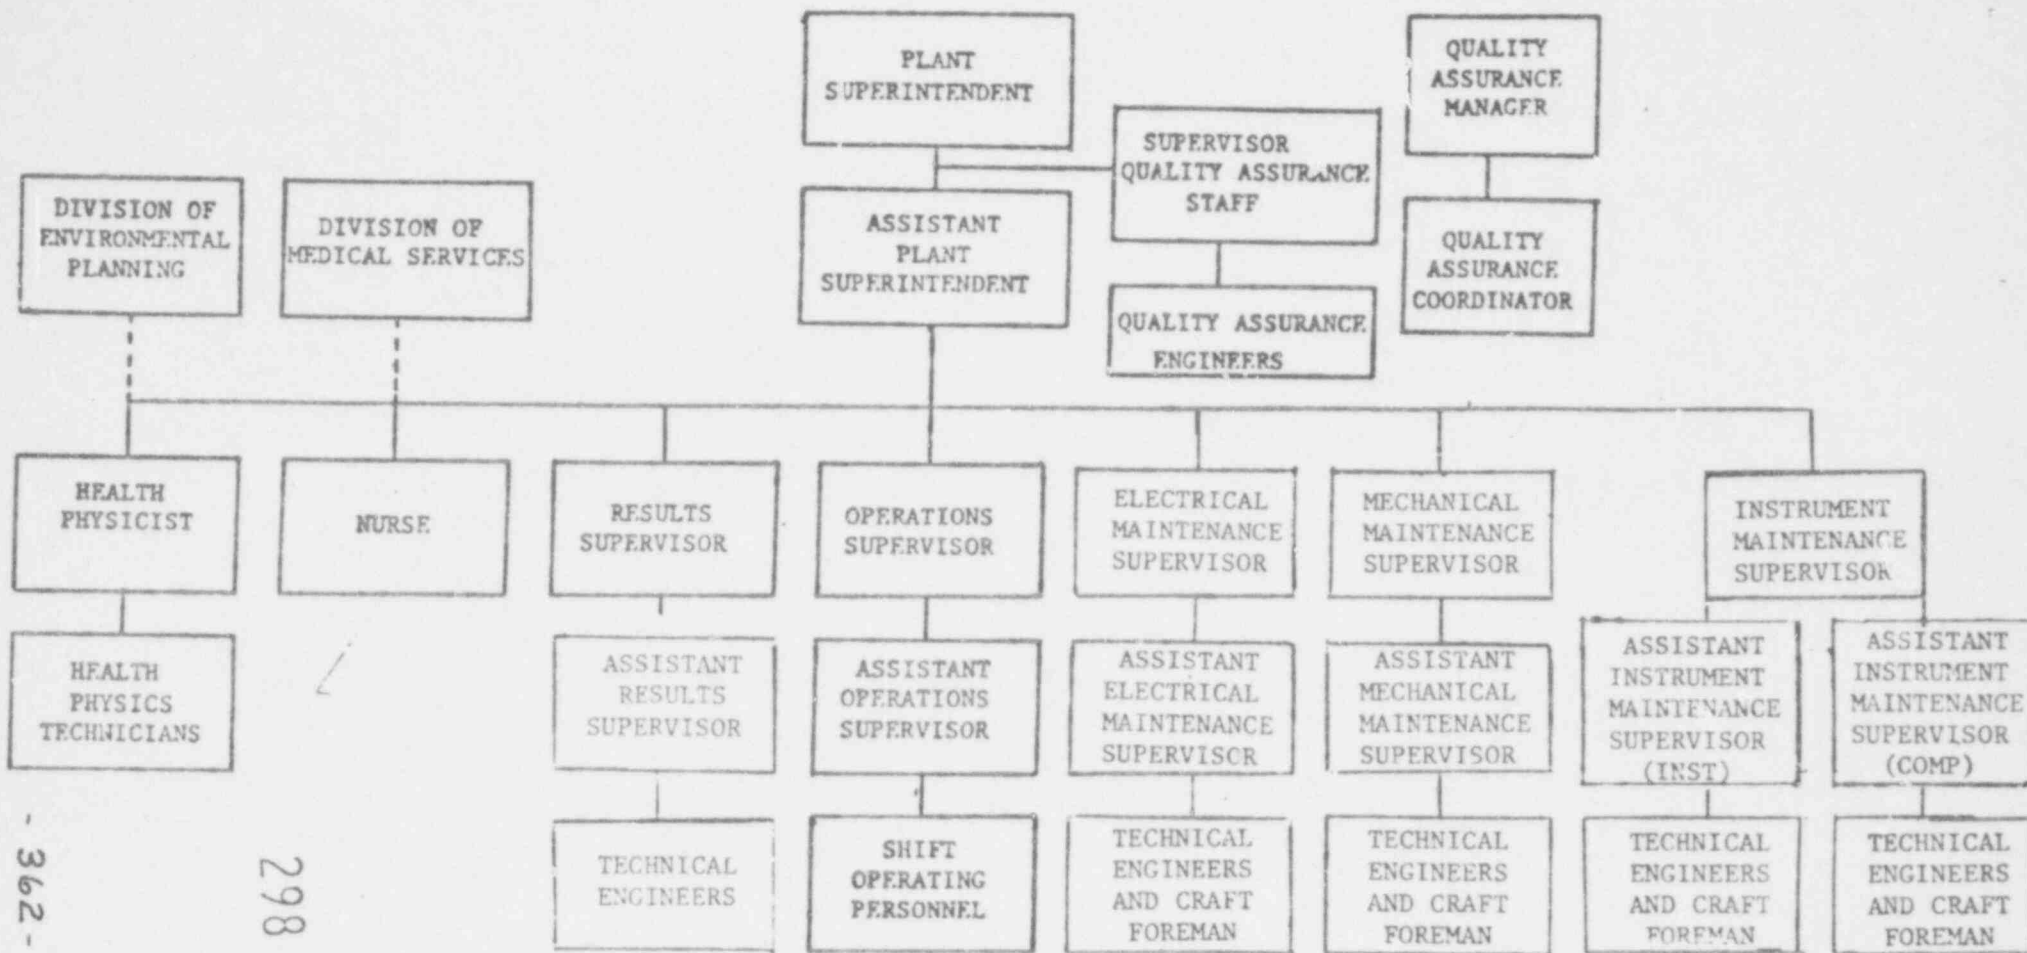 PLANT
SUPERINTENDENT
QUALITY
ASSURANCE
MANAGER
SUPERVISOR
QUALITY ASSURANCE
STAFF
DIVISION OF
ENVIRONMENTAL
PLANNING
DIVISION OF
MEDICAL SERVICES
ASSISTANT
PLANT
SUPERINTENDENT
QUALITY
ASSURANCE
COORDINATOR
QUALITY ASSURANCE
ENGINEERS
HEALTH
PHYSICIST
NURSE
RESULTS
SUPERVISOR
OPERATIONS
SUPERVISOR
ELECTRICAL
MAINTENANCE
SUPERVISOR
MECHANICAL
MAINTENANCE
SUPERVISOR
INSTRUMENT
MAINTENANCE
SUPERVISOR
HEALTH
PHYSICS
TECHNICIANS
ASSISTANT
RESULTS
SUPERVISOR
ASSISTANT
OPERATIONS
SUPERVISOR
ASSISTANT
ELECTRICAL
MAINTENANCE
SUPERVISOR
ASSISTANT
MECHANICAL
MAINTENANCE
SUPERVISOR
ASSISTANT
INSTRUMENT
MAINTENANCE
SUPERVISOR
(INST)
ASSISTANT
INSTRUMENT
MAINTENANCE
SUPERVISOR
(COMP)
TECHNICAL
ENGINEERS
SHIFT
OPERATING
PERSONNEL
TECHNICAL
ENGINEERS
AND CRAFT
FOREMAN
TECHNICAL
ENGINEERS
AND CRAFT
FOREMAN
TECHNICAL
ENGINEERS
AND CRAFT
FOREMAN
TECHNICAL
ENGINEERS
AND CRAFT
FOREMAN
- 362 -
298